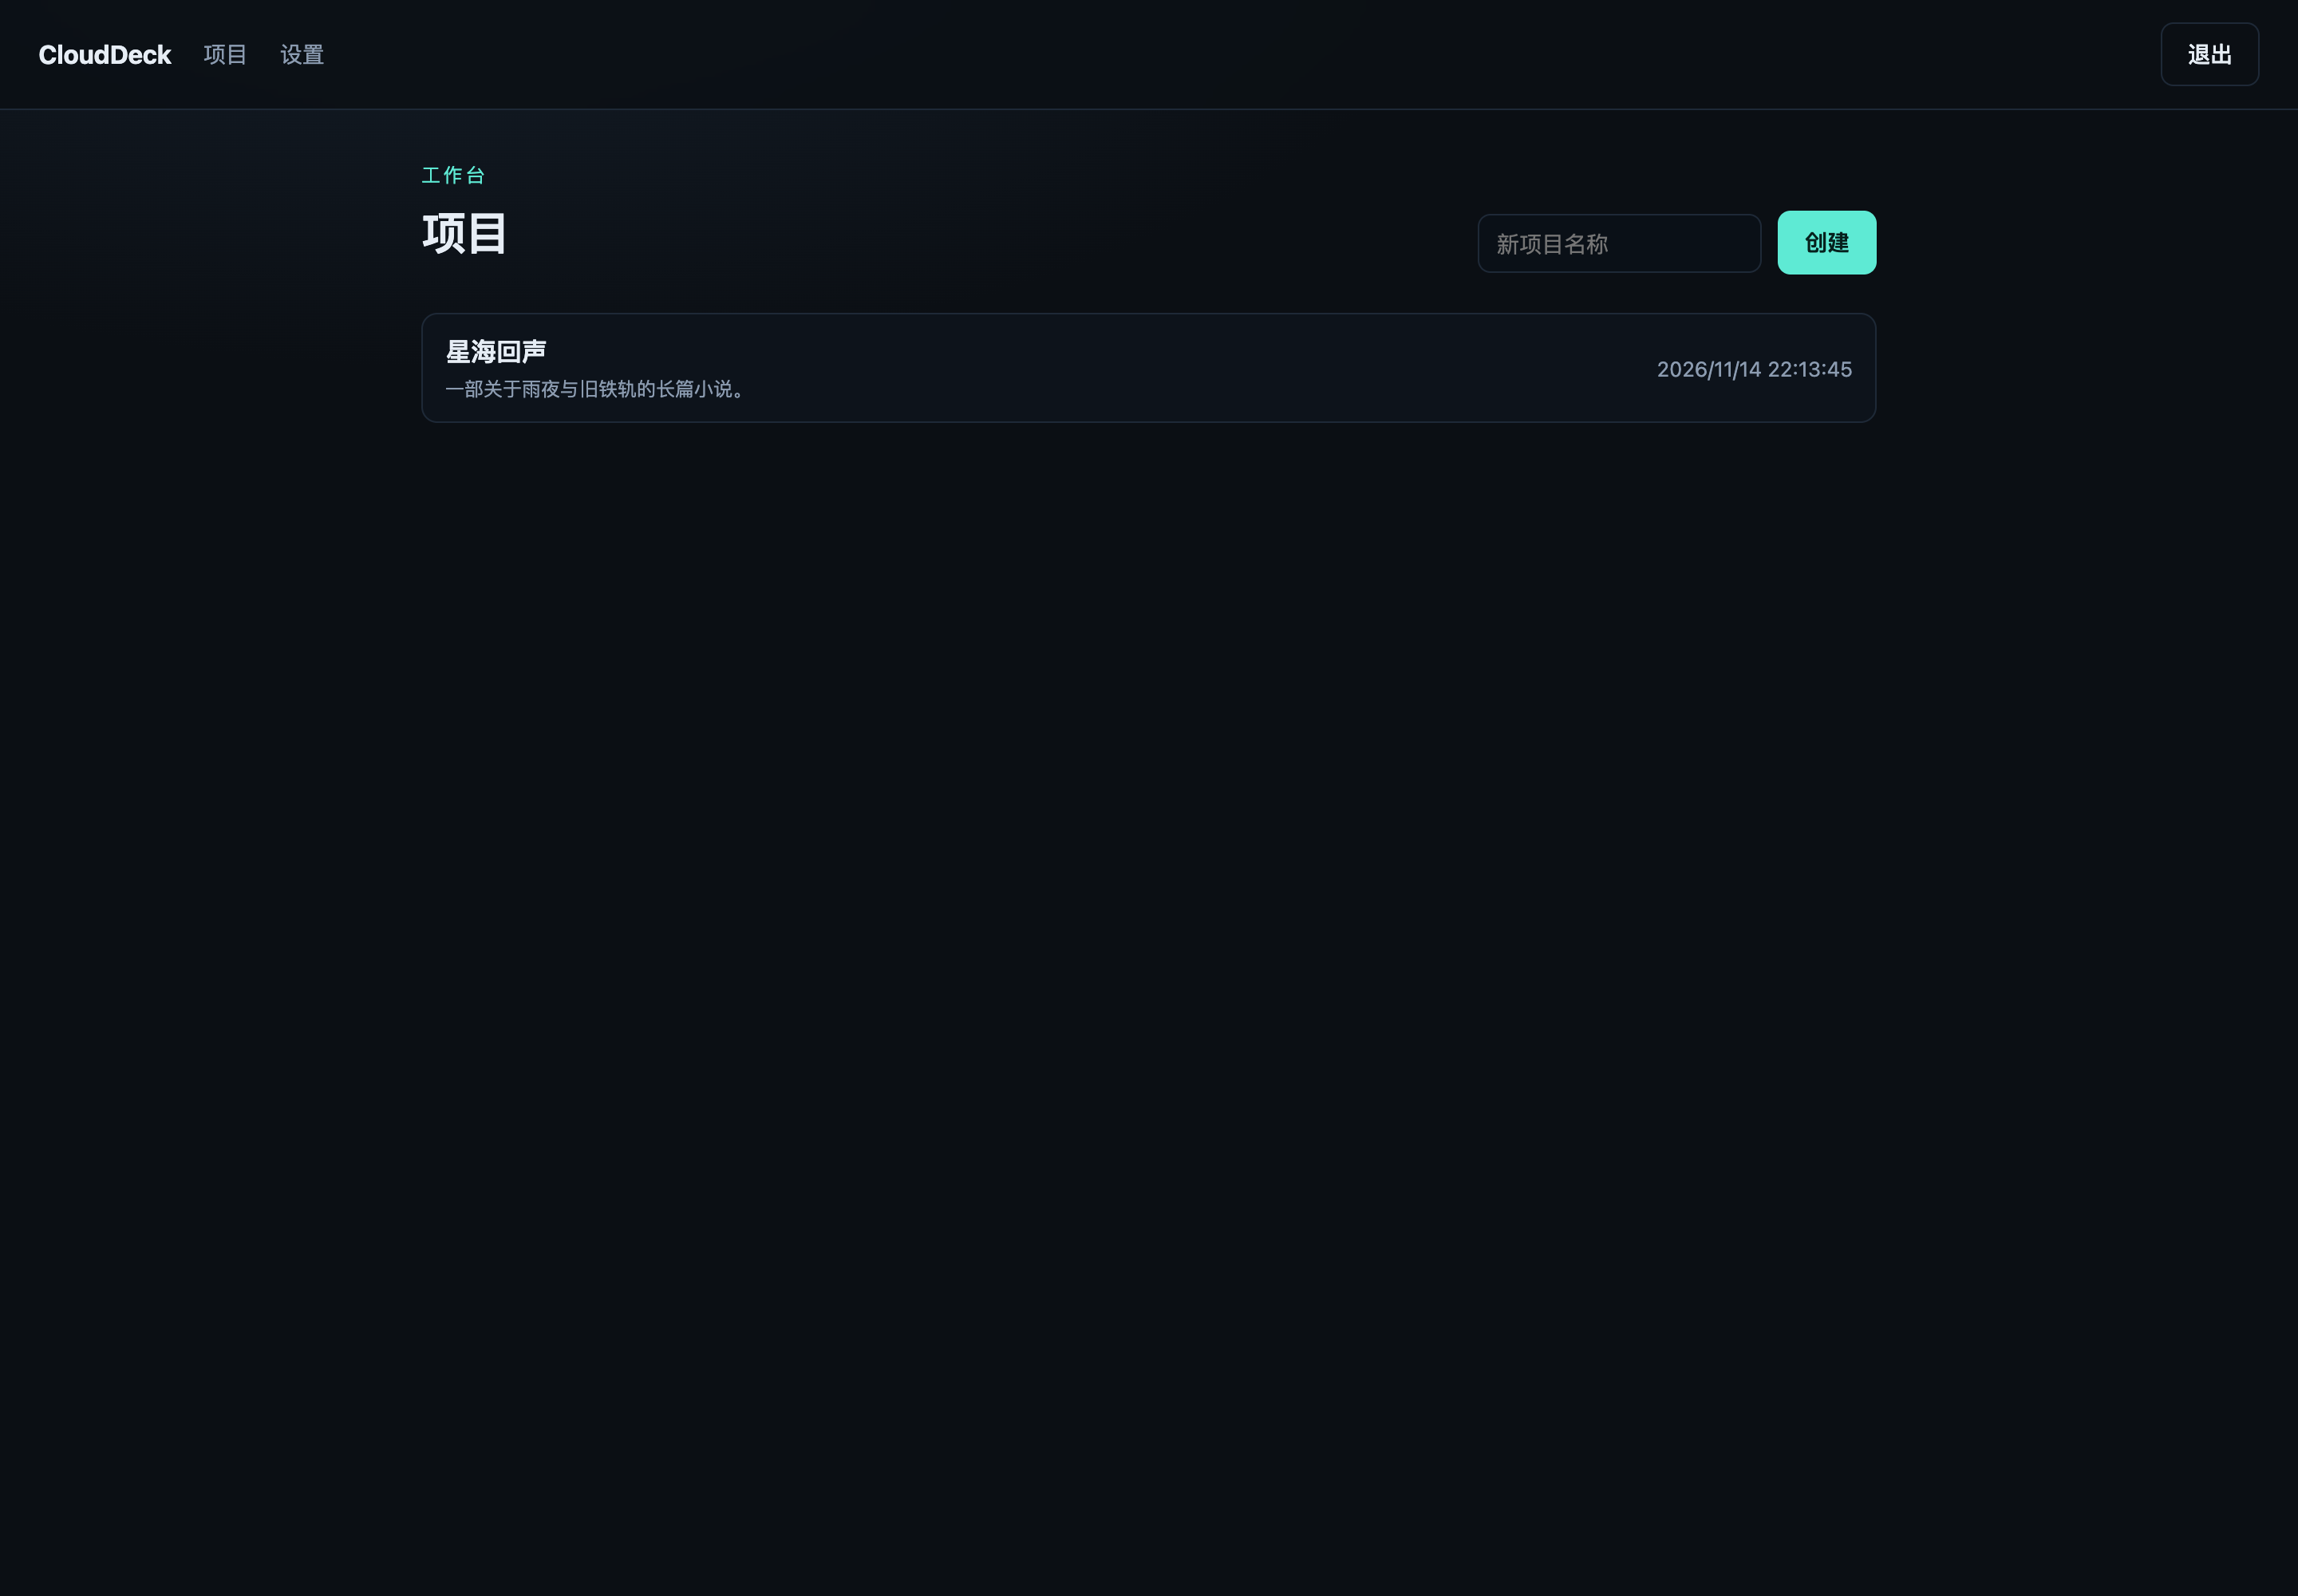 CloudDeck 项目 设置 退出
工作台
项目
新项目名称 创建
星海回声
一部关于雨夜与旧铁轨的长篇小说。
2026/11/14 22:13:45